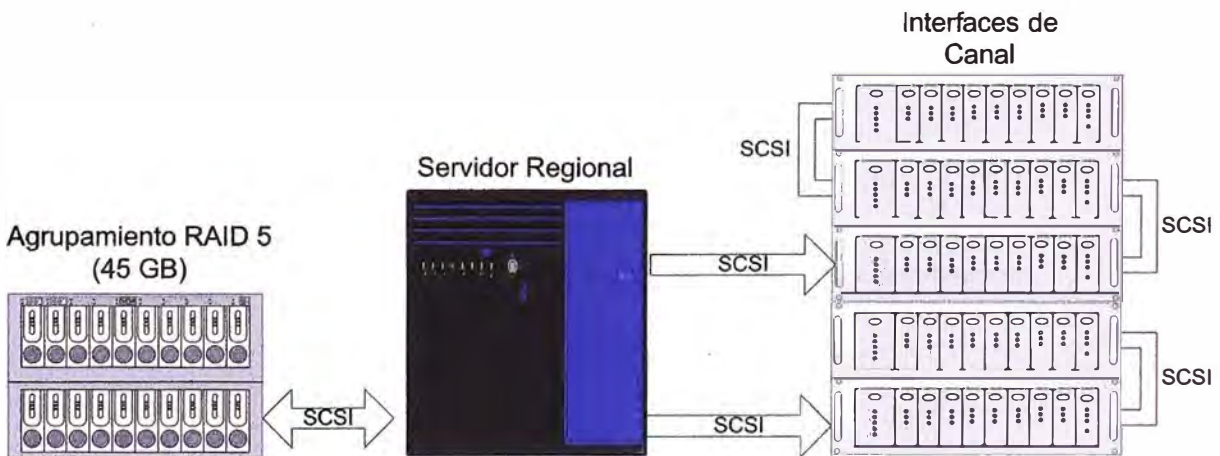 Interfaces de
Canal
SCSI
Servidor Regional
SCSI
Agrupamiento RAID 5
(45 GB)
SCSI
SCSI
SCSI
SCSI